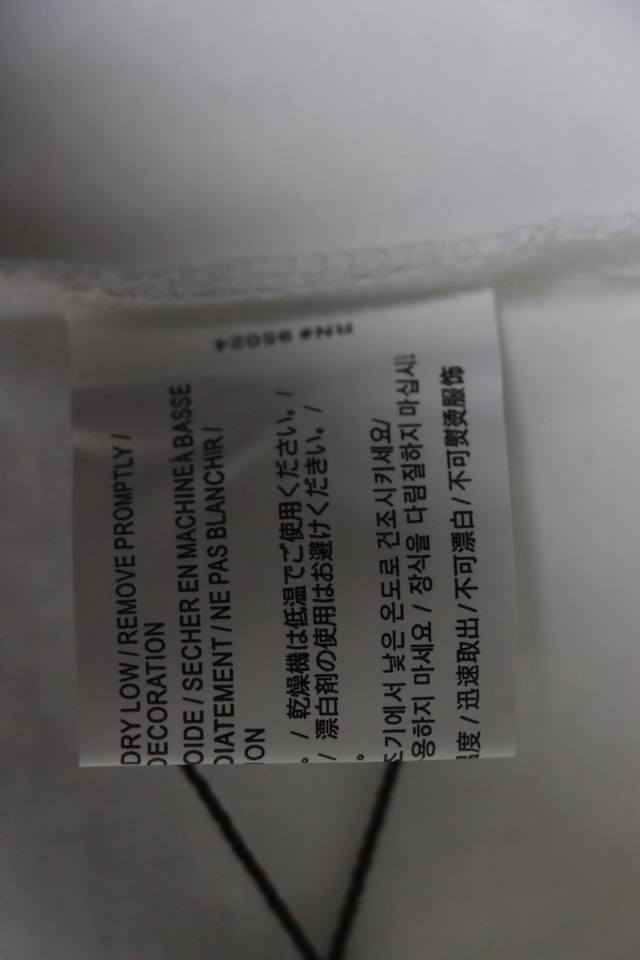 RN# 95024
DRY LOW / REMOVE PROMPTLY /
DECORATION
OIDE / SECHER EN MACHINE À BASSE
DIATEMENT / NE PAS BLANCHIR /
ON
。/ 乾燥機は低温でご使用ください。/
/ 漂白剤の使用はお避けください。/
。
기에서 낮은 온도로 건조시키세요/
용하지 마세요 / 장식을 다림질하지 마십시
度 / 迅速取出 / 不可漂白 / 不可熨烫服饰